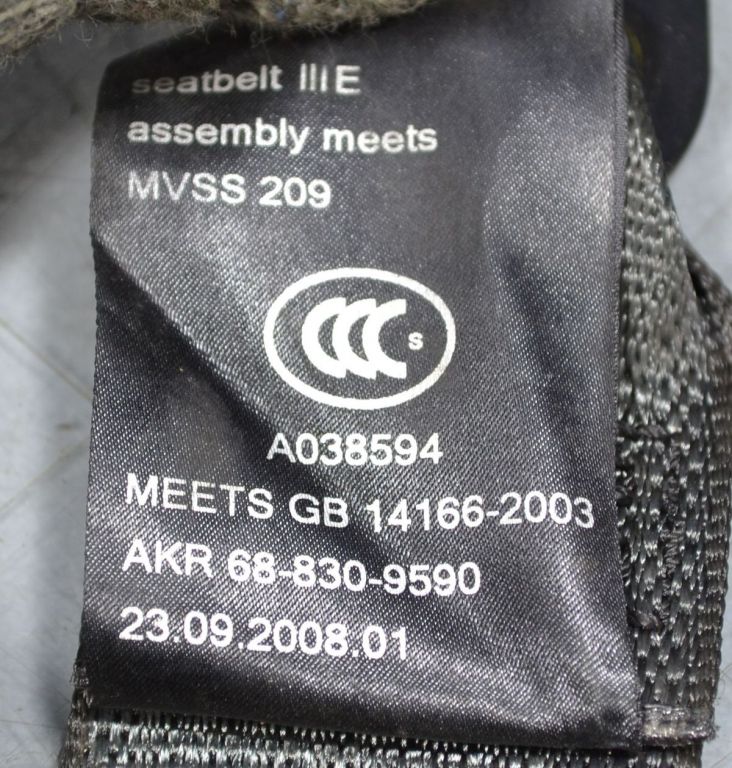 seatbelt IIIE
assembly meets
MVSS 209
CCC S
A038594
MEETS GB 14166-2003
AKR 68-830-9590
23.09.2008.01